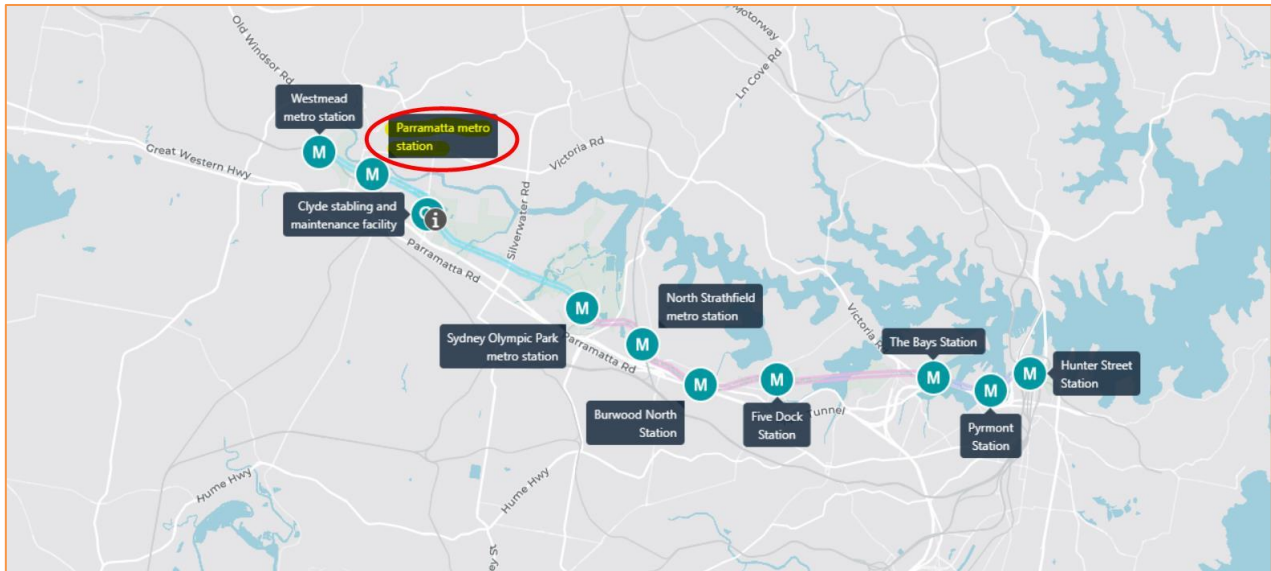 Old Windsor Rd
Motorway
Ln Cove Rd
Westmead
metro station
Parramatta metro
station
M
M
Great Western Hwy
Victoria Rd
Silverwater Rd
Clyde stabling and
maintenance facility
i
Parramatta Rd
M
North Strathfield
metro station
Sydney Olympic Park
metro station
M
Parramatta Rd
Victoria
The Bays Station
M
Hunter Street
Station
M
M
M
M
Burwood North
Station
Five Dock
Station
Tunnel
Pyrmont
Station
Hume Hwy
Hume Hwy
ey St